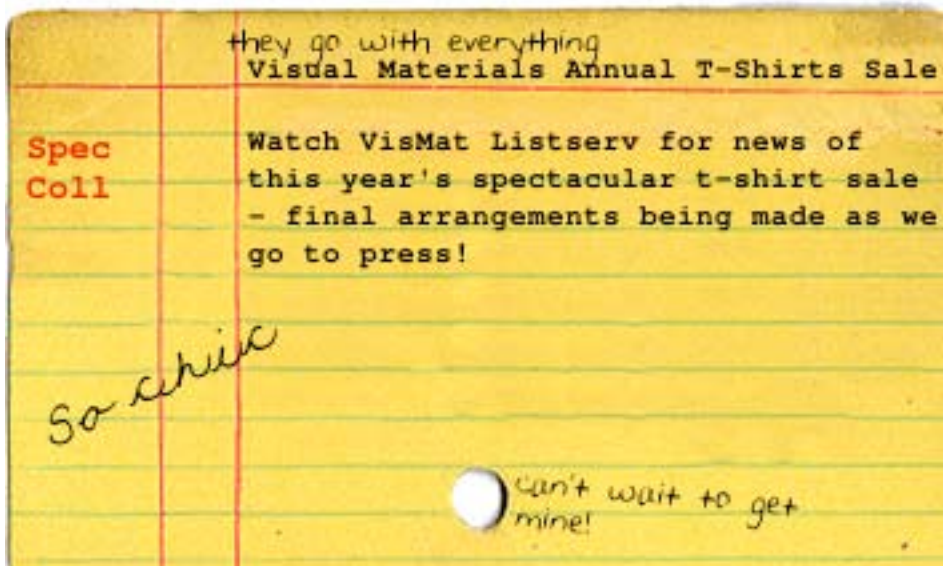 they go with everything
Visual Materials Annual T-Shirts Sale
Spec
Coll
Watch VisMat Listserv for news of
this year's spectacular t-shirt sale
- final arrangements being made as we
go to press!
So chic
can't wait to get
mine!